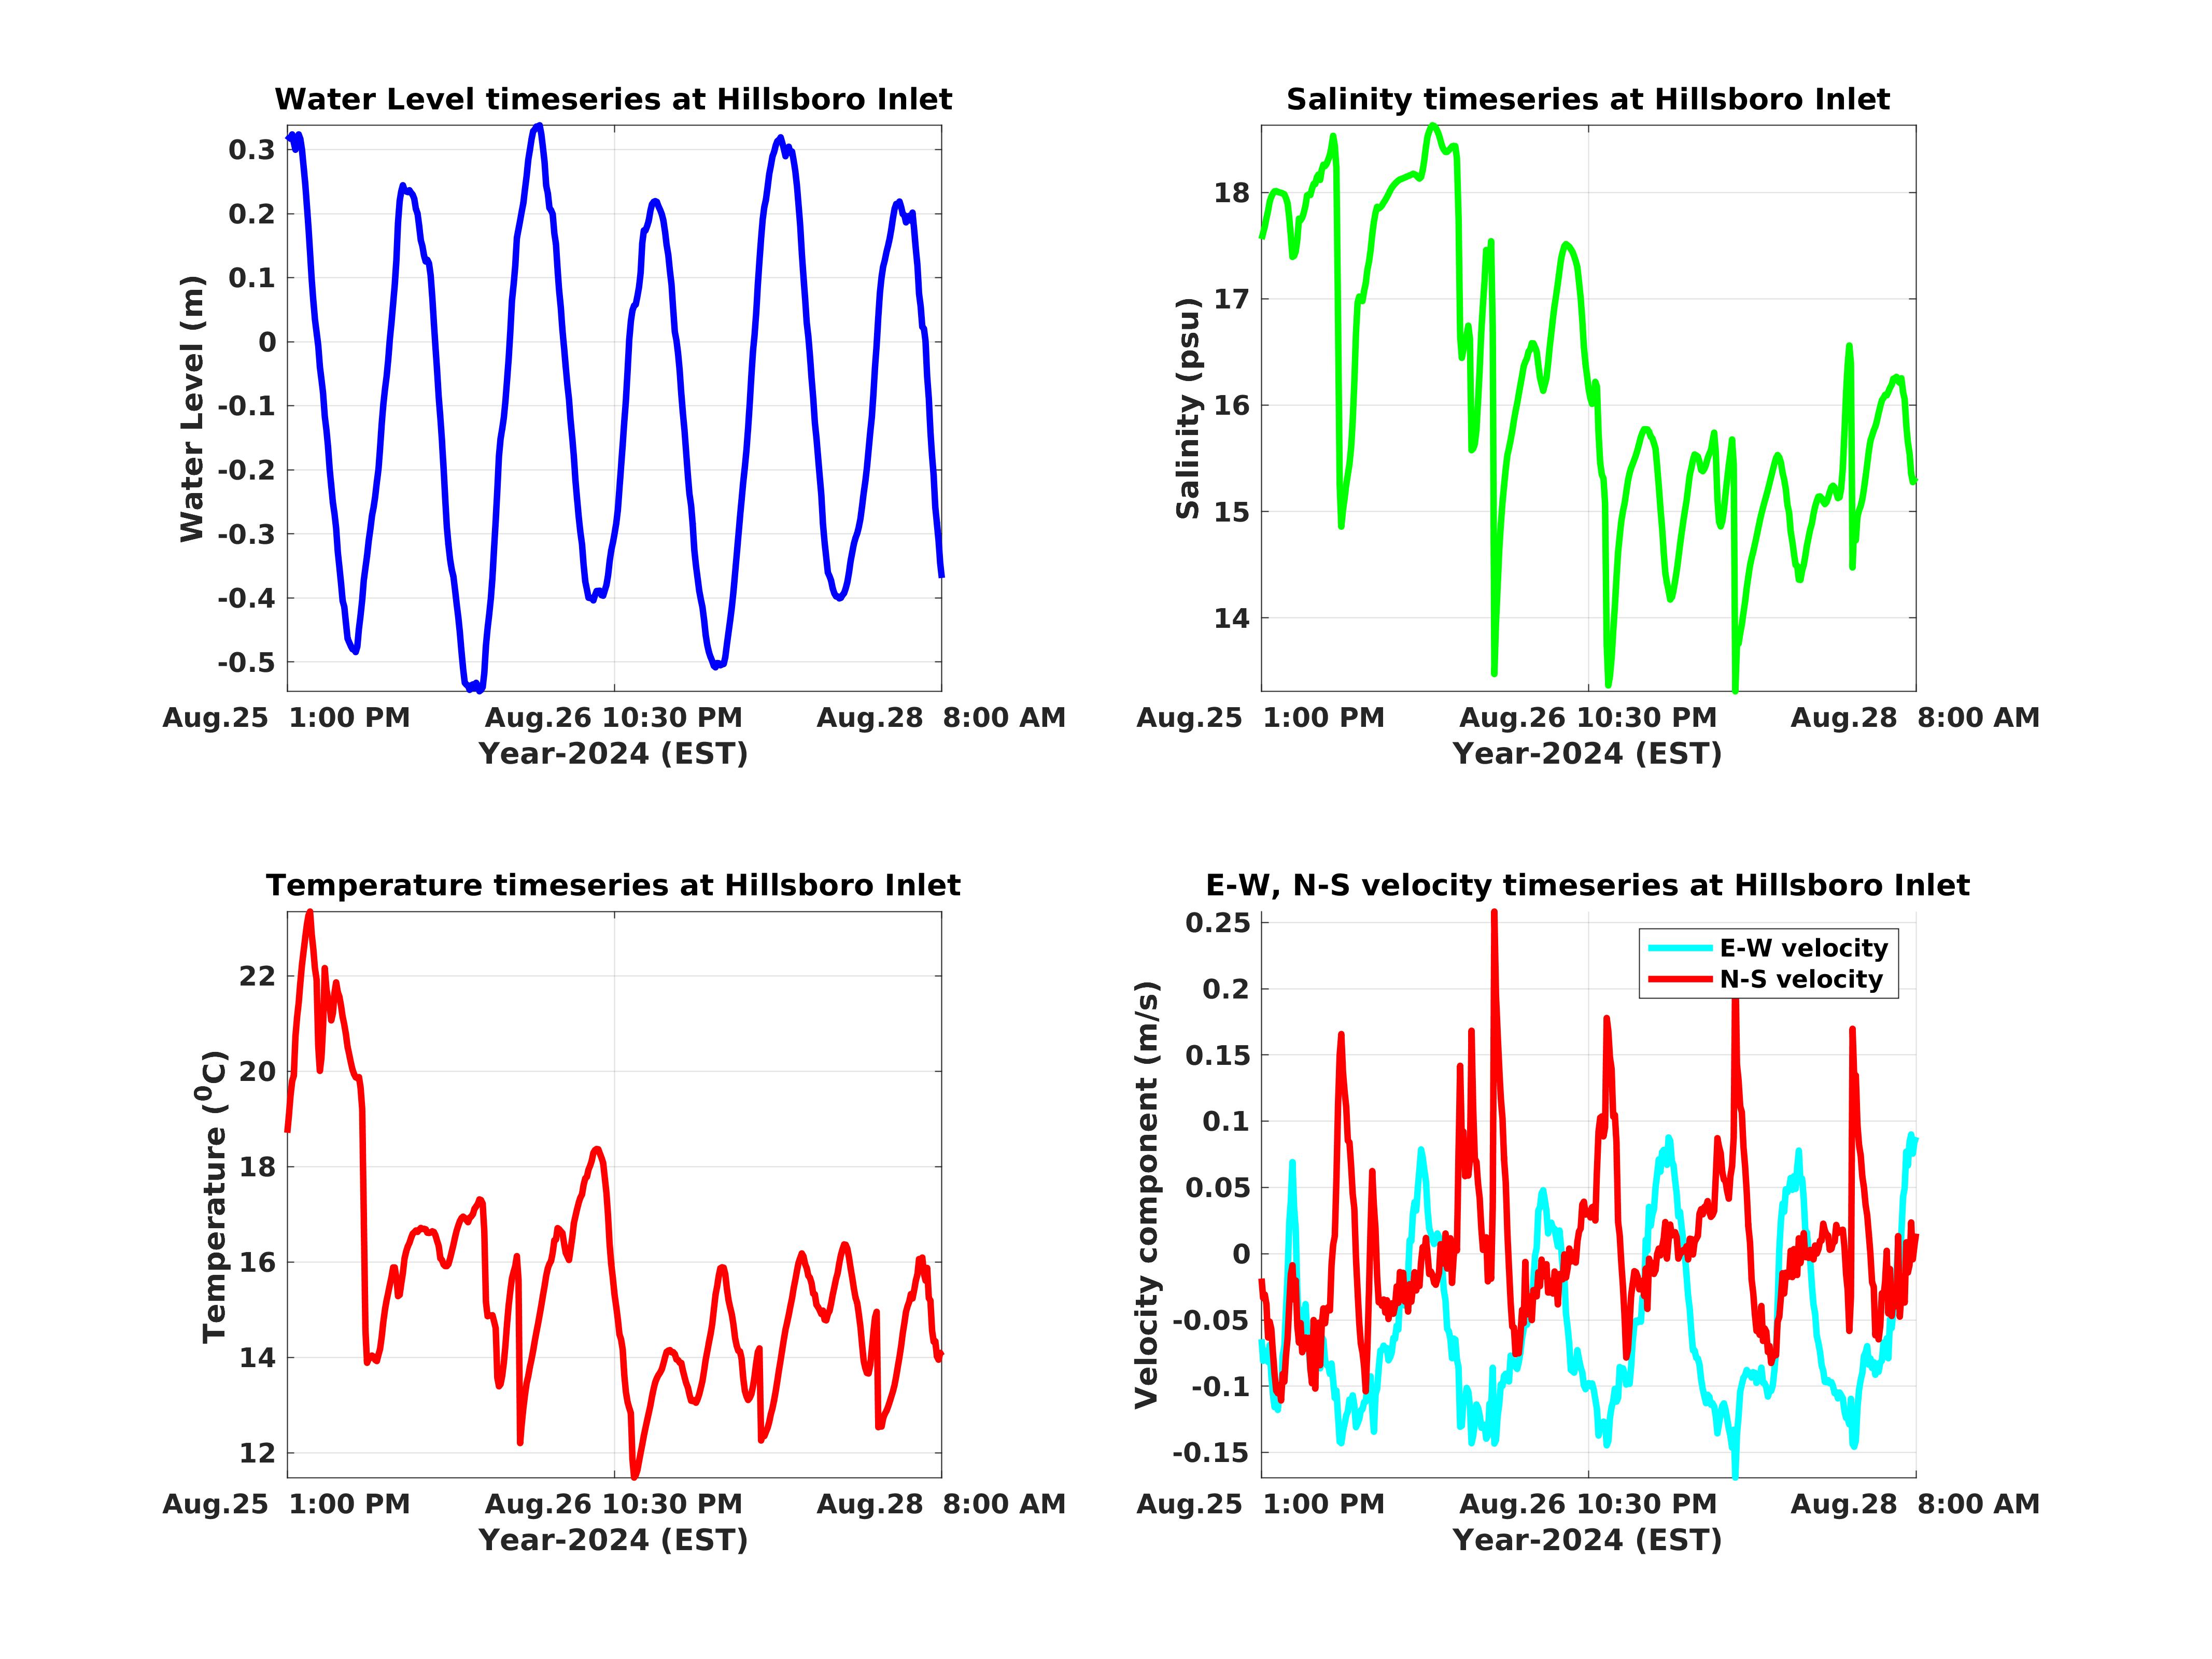 Water Level timeseries at Hillsboro Inlet
0.3
0.2
0.1
0
-0.1
-0.2
-0.3
-0.4
-0.5
Water Level (m)
Aug.25 1:00 PM Aug.26 10:30 PM Aug.28 8:00 AM
Year-2024 (EST)
Salinity timeseries at Hillsboro Inlet
18
17
16
15
14
Salinity (psu)
Aug.25 1:00 PM Aug.26 10:30 PM Aug.28 8:00 AM
Year-2024 (EST)
Temperature timeseries at Hillsboro Inlet
22
20
18
16
14
12
Temperature (⁰C)
Aug.25 1:00 PM Aug.26 10:30 PM Aug.28 8:00 AM
Year-2024 (EST)
E-W, N-S velocity timeseries at Hillsboro Inlet
0.25
0.2
0.15
0.1
0.05
0
-0.05
-0.1
-0.15
Velocity component (m/s)
E-W velocity
N-S velocity
Aug.25 1:00 PM Aug.26 10:30 PM Aug.28 8:00 AM
Year-2024 (EST)